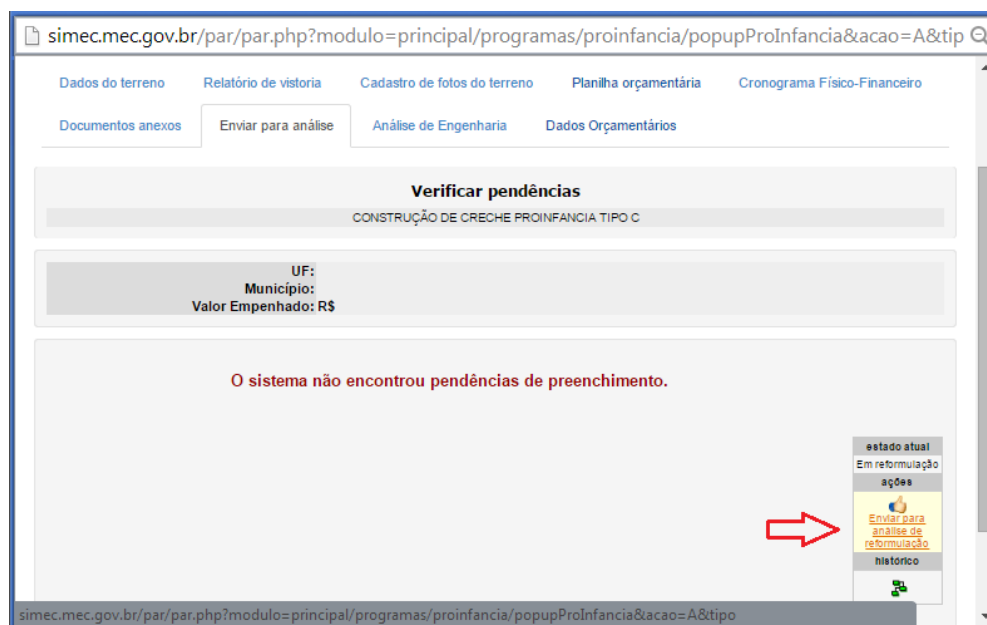 simec.mec.gov.br/par/par.php?modulo=principal/programas/proinfancia/popupProInfancia&acao=A&tip
Dados do terreno Relatório de vistoria Cadastro de fotos do terreno Planilha orçamentária Cronograma Físico-Financeiro
Documentos anexos Enviar para análise Análise de Engenharia Dados Orçamentários
Verificar pendências
CONSTRUÇÃO DE CRECHE PROINFANCIA TIPO C
UF:
Município:
Valor Empenhado: R$
O sistema não encontrou pendências de preenchimento.
estado atual
Em reformulação
ações
Enviar para
análise de
reformulação
histórico
simec.mec.gov.br/par/par.php?modulo=principal/programas/proinfancia/popupProInfancia&acao=A&tipo